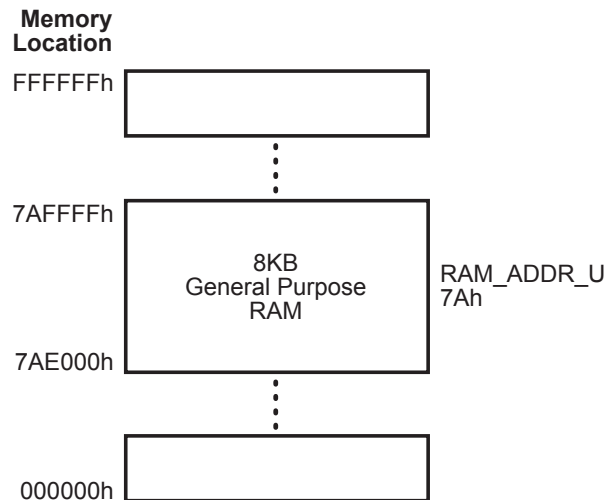 Memory
Location
FFFFFFh
7AFFFFh
8KB
General Purpose
RAM
RAM_ADDR_U
7Ah
7AE000h
000000h